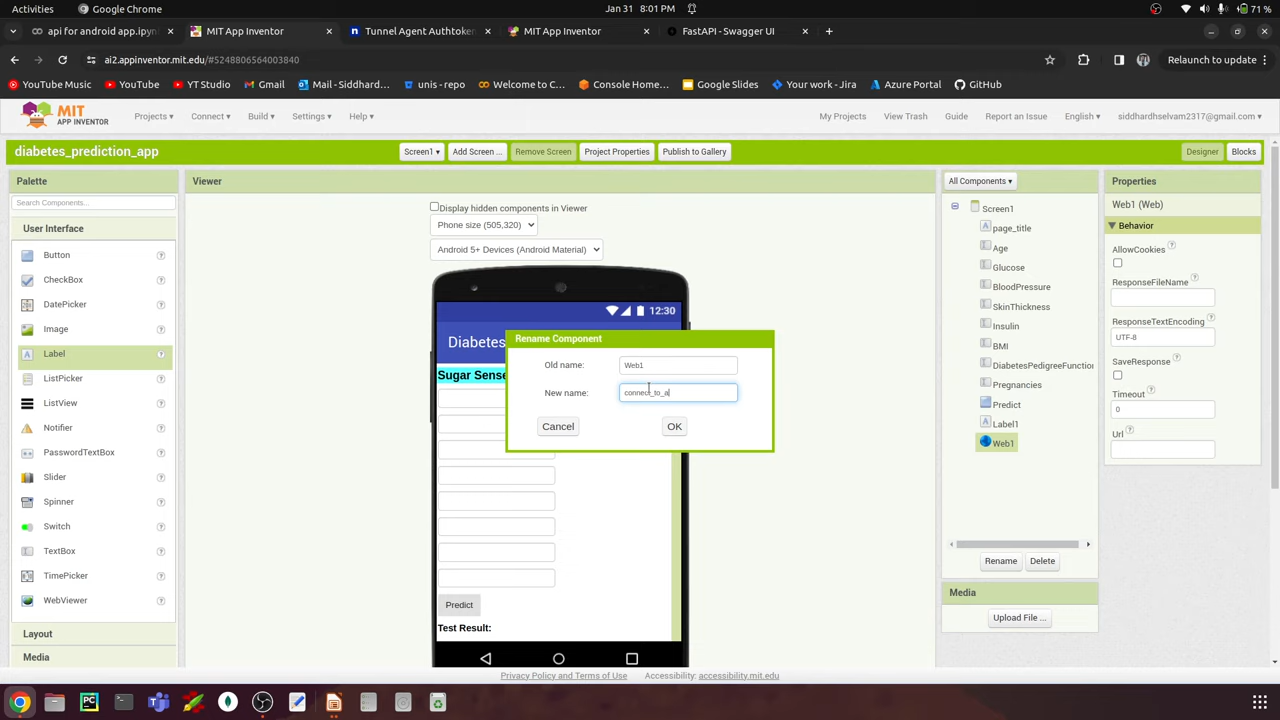 Activities
Google Chrome
Jan 31 8:01 PM
71 %
api for android app.ipyn
MIT App Inventor
Tunnel Agent Authtoken
MIT App Inventor
FastAPI - Swagger UI
ai2.appinventor.mit.edu/#5248806564003840
Relaunch to update
YouTube Music
YouTube
YT Studio
Gmail
Mail - Siddhard...
unis - repo
Welcome to C...
Console Home...
Google Slides
Your work - Jira
Azure Portal
GitHub
MIT
APP INVENTOR
Projects
Connect
Build
Settings
Help
My Projects
View Trash
Guide
Report an Issue
English
siddhardhselvam2317@gmail.com
diabetes_prediction_app
Screen1
Add Screen ...
Remove Screen
Project Properties
Publish to Gallery
Designer
Blocks
Palette
Search Components...
User Interface
Button
CheckBox
DatePicker
Image
Label
ListPicker
ListView
Notifier
PasswordTextBox
Slider
Spinner
Switch
TextBox
TimePicker
WebViewer
Layout
Media
Viewer
Display hidden components in Viewer
Phone size (505,320)
Android 5+ Devices (Android Material)
12:30
Diabetes
Sugar Sense
Predict
Test Result:
Rename Component
Old name:
Web1
New name:
connect_to_a
Cancel
OK
All Components
Screen1
page_title
Age
Glucose
BloodPressure
SkinThickness
Insulin
BMI
DiabetesPedigreeFunction
Pregnancies
Predict
Label1
Web1
Rename
Delete
Media
Upload File ...
Properties
Web1 (Web)
Behavior
AllowCookies
ResponseFileName
ResponseTextEncoding
UTF-8
SaveResponse
Timeout
0
Url
Privacy Policy and Terms of Use
Accessibility: accessibility.mit.edu